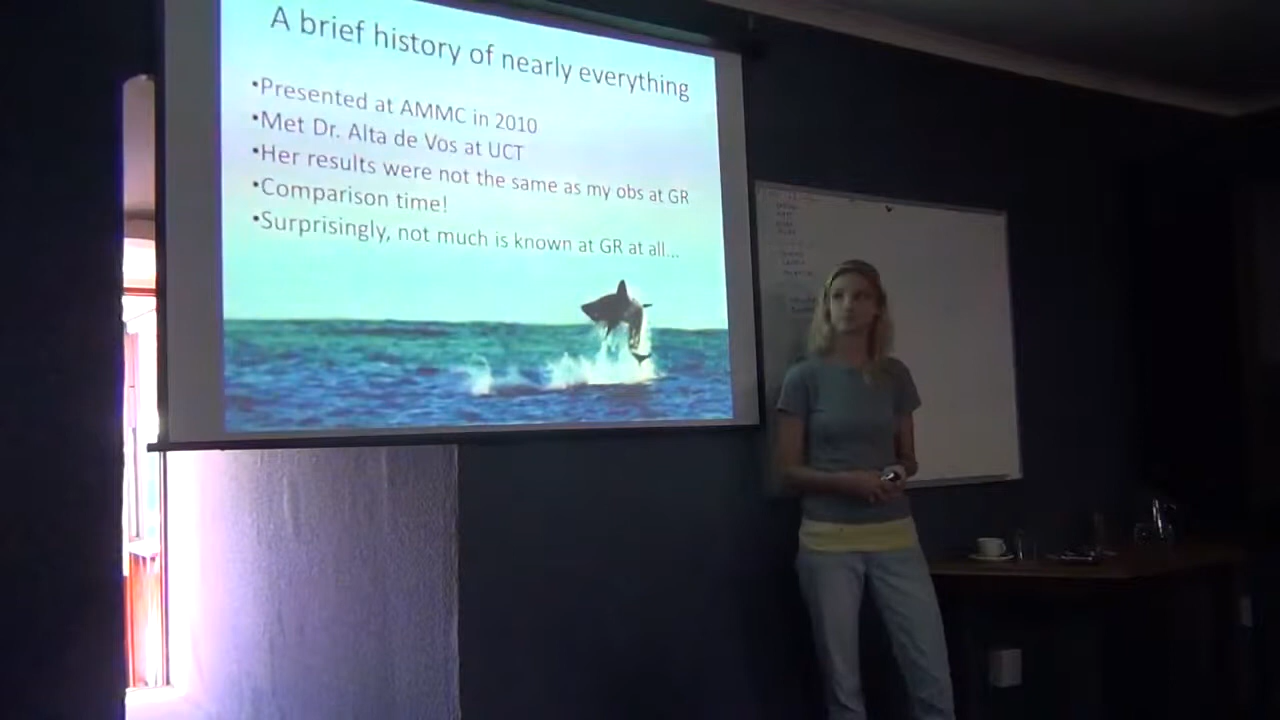 A brief history of nearly everything
•Presented at AMMC in 2010
•Met Dr. Alta de Vos at UCT
•Her results were not the same as my obs at GR
•Comparison time!
•Surprisingly, not much is known at GR at all...